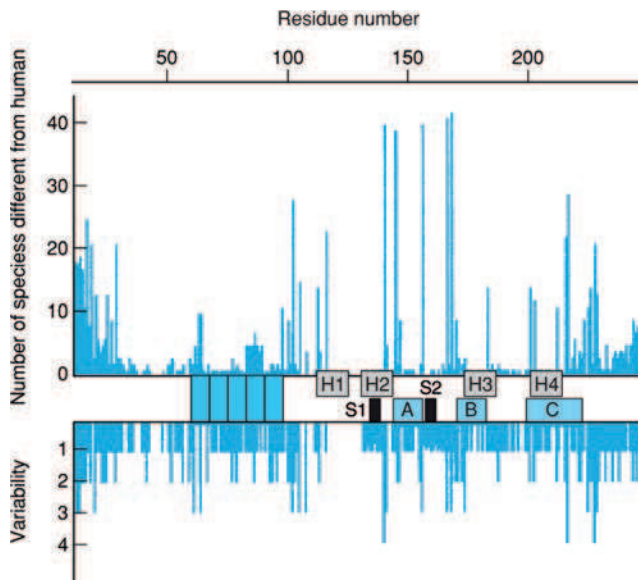 Residue number
50 100 150 200
Number of speciess different from human
40
30
20
10
0
H1 H2 S2 H3 H4
S1 A B C
Variability
1
2
3
4